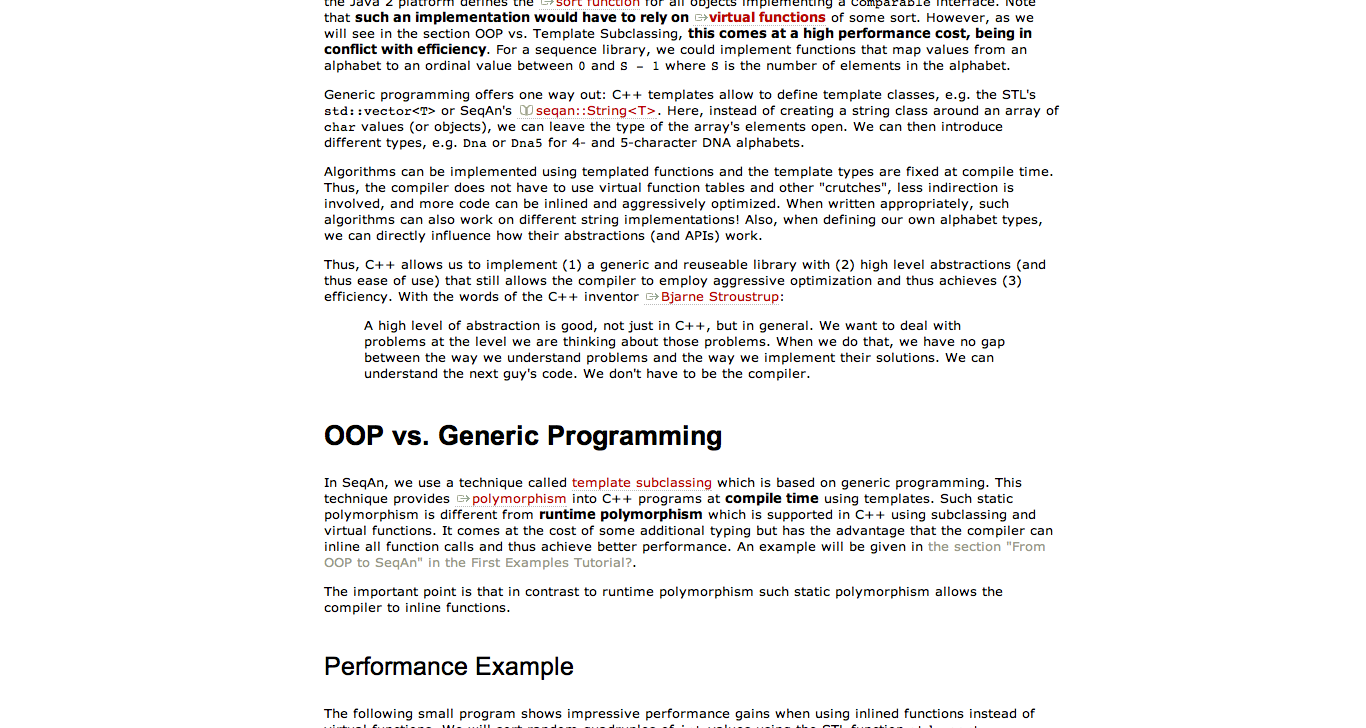 the Java 2 platform defines the sort function for all objects implementing a Comparable interface. Note
that such an implementation would have to rely on virtual functions of some sort. However, as we
will see in the section OOP vs. Template Subclassing, this comes at a high performance cost, being in
conflict with efficiency. For a sequence library, we could implement functions that map values from an
alphabet to an ordinal value between 0 and S - 1 where S is the number of elements in the alphabet.
Generic programming offers one way out: C++ templates allow to define template classes, e.g. the STL's
std::vector<T> or SeqAn's seqan::String<T>. Here, instead of creating a string class around an array of
char values (or objects), we can leave the type of the array's elements open. We can then introduce
different types, e.g. Dna or Dna5 for 4- and 5-character DNA alphabets.
Algorithms can be implemented using templated functions and the template types are fixed at compile time.
Thus, the compiler does not have to use virtual function tables and other "crutches", less indirection is
involved, and more code can be inlined and aggressively optimized. When written appropriately, such
algorithms can also work on different string implementations! Also, when defining our own alphabet types,
we can directly influence how their abstractions (and APIs) work.
Thus, C++ allows us to implement (1) a generic and reuseable library with (2) high level abstractions (and
thus ease of use) that still allows the compiler to employ aggressive optimization and thus achieves (3)
efficiency. With the words of the C++ inventor Bjarne Stroustrup:
A high level of abstraction is good, not just in C++, but in general. We want to deal with
problems at the level we are thinking about those problems. When we do that, we have no gap
between the way we understand problems and the way we implement their solutions. We can
understand the next guy's code. We don't have to be the compiler.
OOP vs. Generic Programming
In SeqAn, we use a technique called template subclassing which is based on generic programming. This
technique provides polymorphism into C++ programs at compile time using templates. Such static
polymorphism is different from runtime polymorphism which is supported in C++ using subclassing and
virtual functions. It comes at the cost of some additional typing but has the advantage that the compiler can
inline all function calls and thus achieve better performance. An example will be given in the section "From
OOP to SeqAn" in the First Examples Tutorial?.
The important point is that in contrast to runtime polymorphism such static polymorphism allows the
compiler to inline functions.
Performance Example
The following small program shows impressive performance gains when using inlined functions instead of